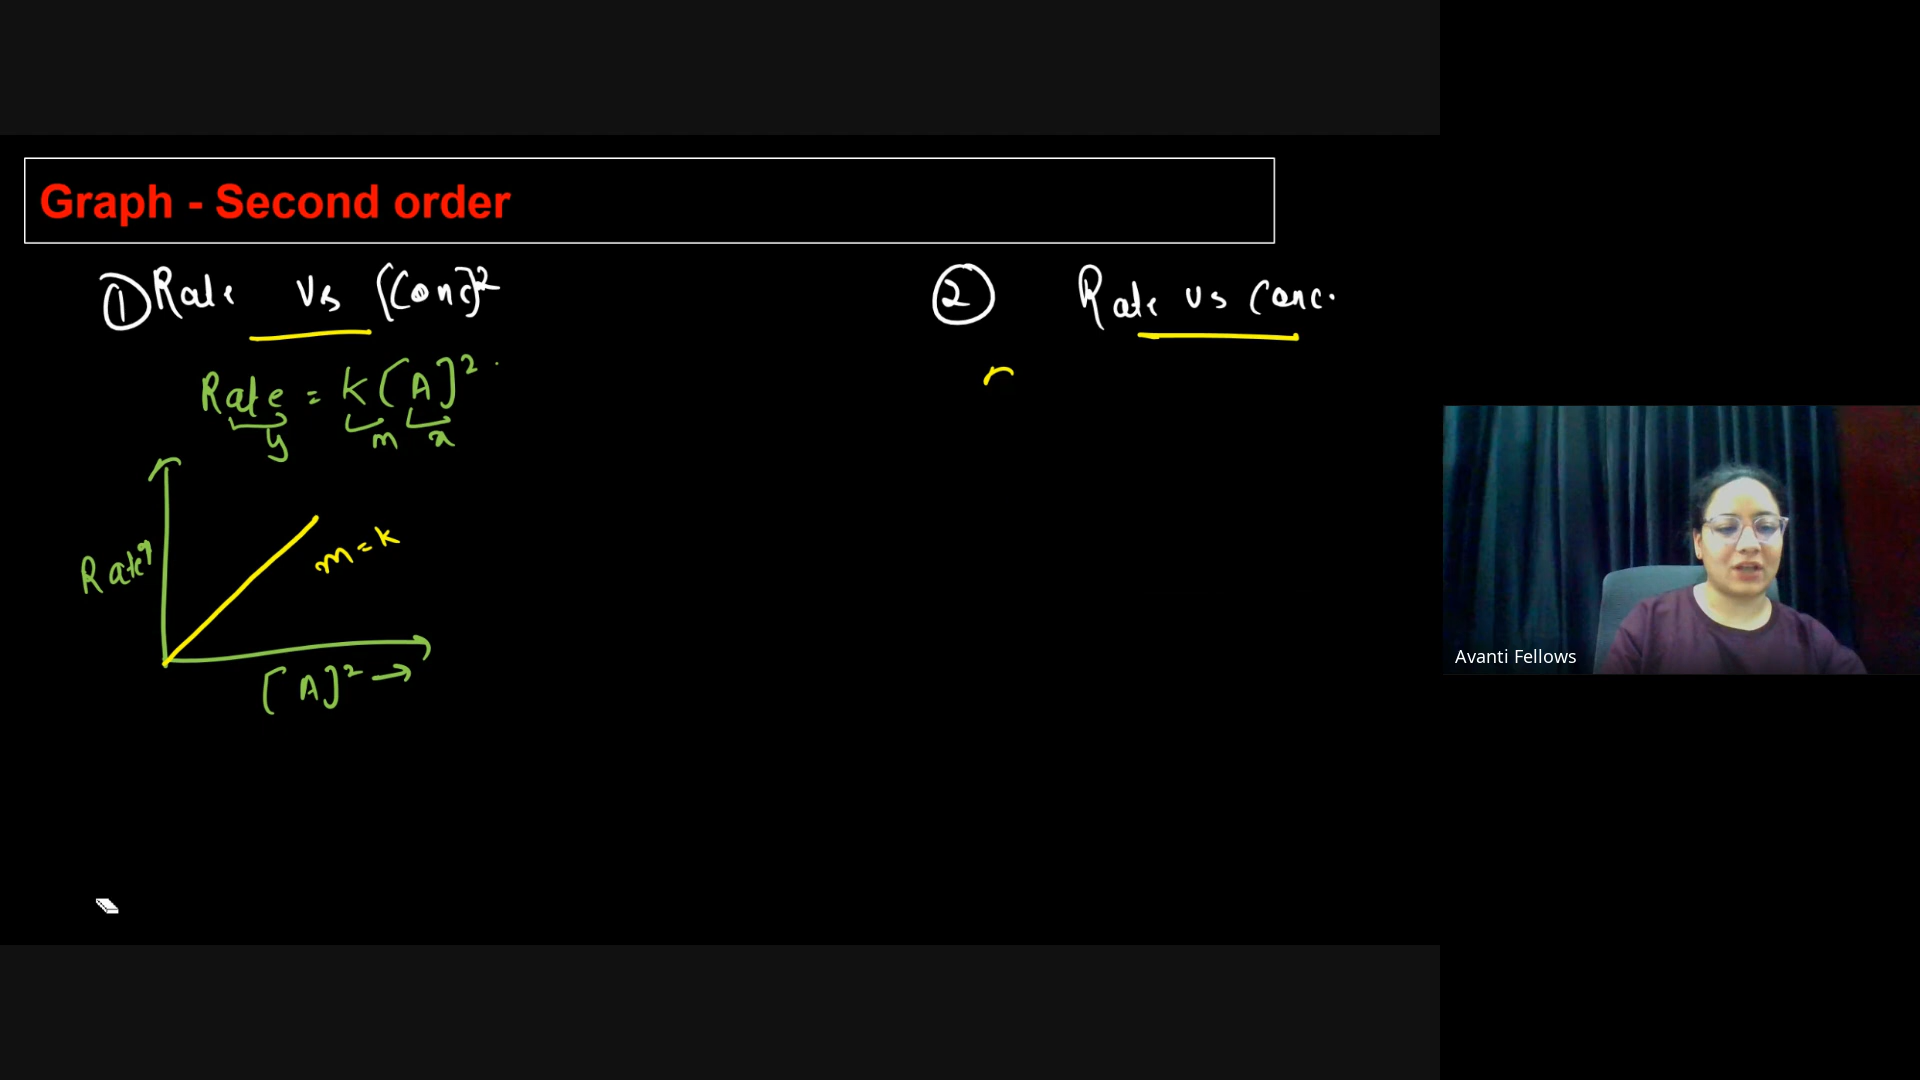 Graph - Second order
① Rate vs [Conc]²
Rate = k[A]²
y m x
Rate↑
m = k
[A]² →
② Rate vs Conc.
Avanti Fellows